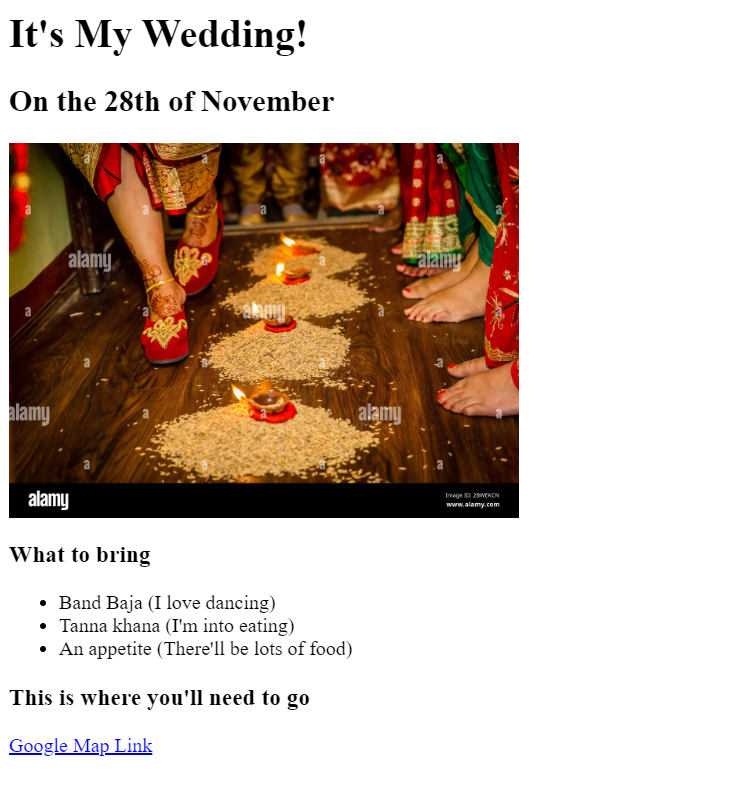 It's My Wedding!
On the 28th of November
a a a a
a a a a a
alamy alamy
a a alamy a a
a a a a
alamy a alamy a
a a a a
alamy
Image ID: 2BWEKCN
www.alamy.com
What to bring
Band Baja (I love dancing)
Tanna khana (I'm into eating)
An appetite (There'll be lots of food)
This is where you'll need to go
Google Map Link